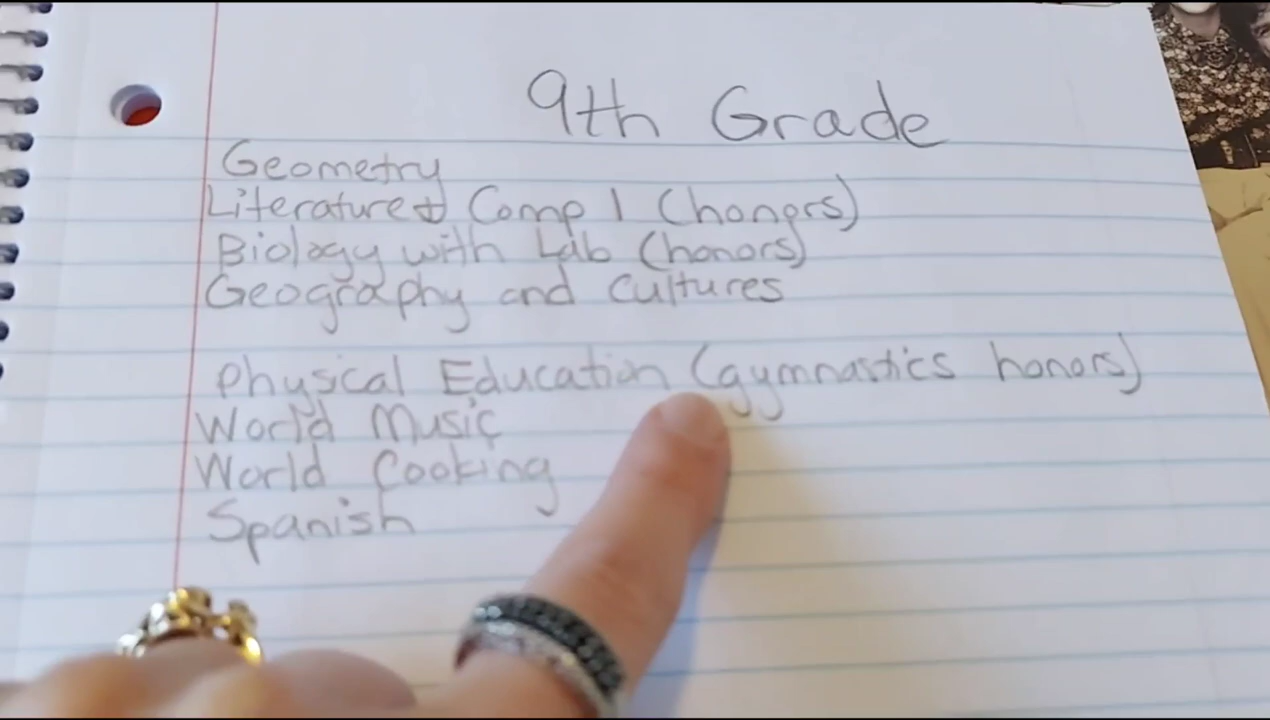 9th Grade
Geometry
Literature & Comp 1 (honors)
Biology with Lab (honors)
Geography and Cultures
Physical Education (gymnastics honors)
World Music
World Cooking
Spanish